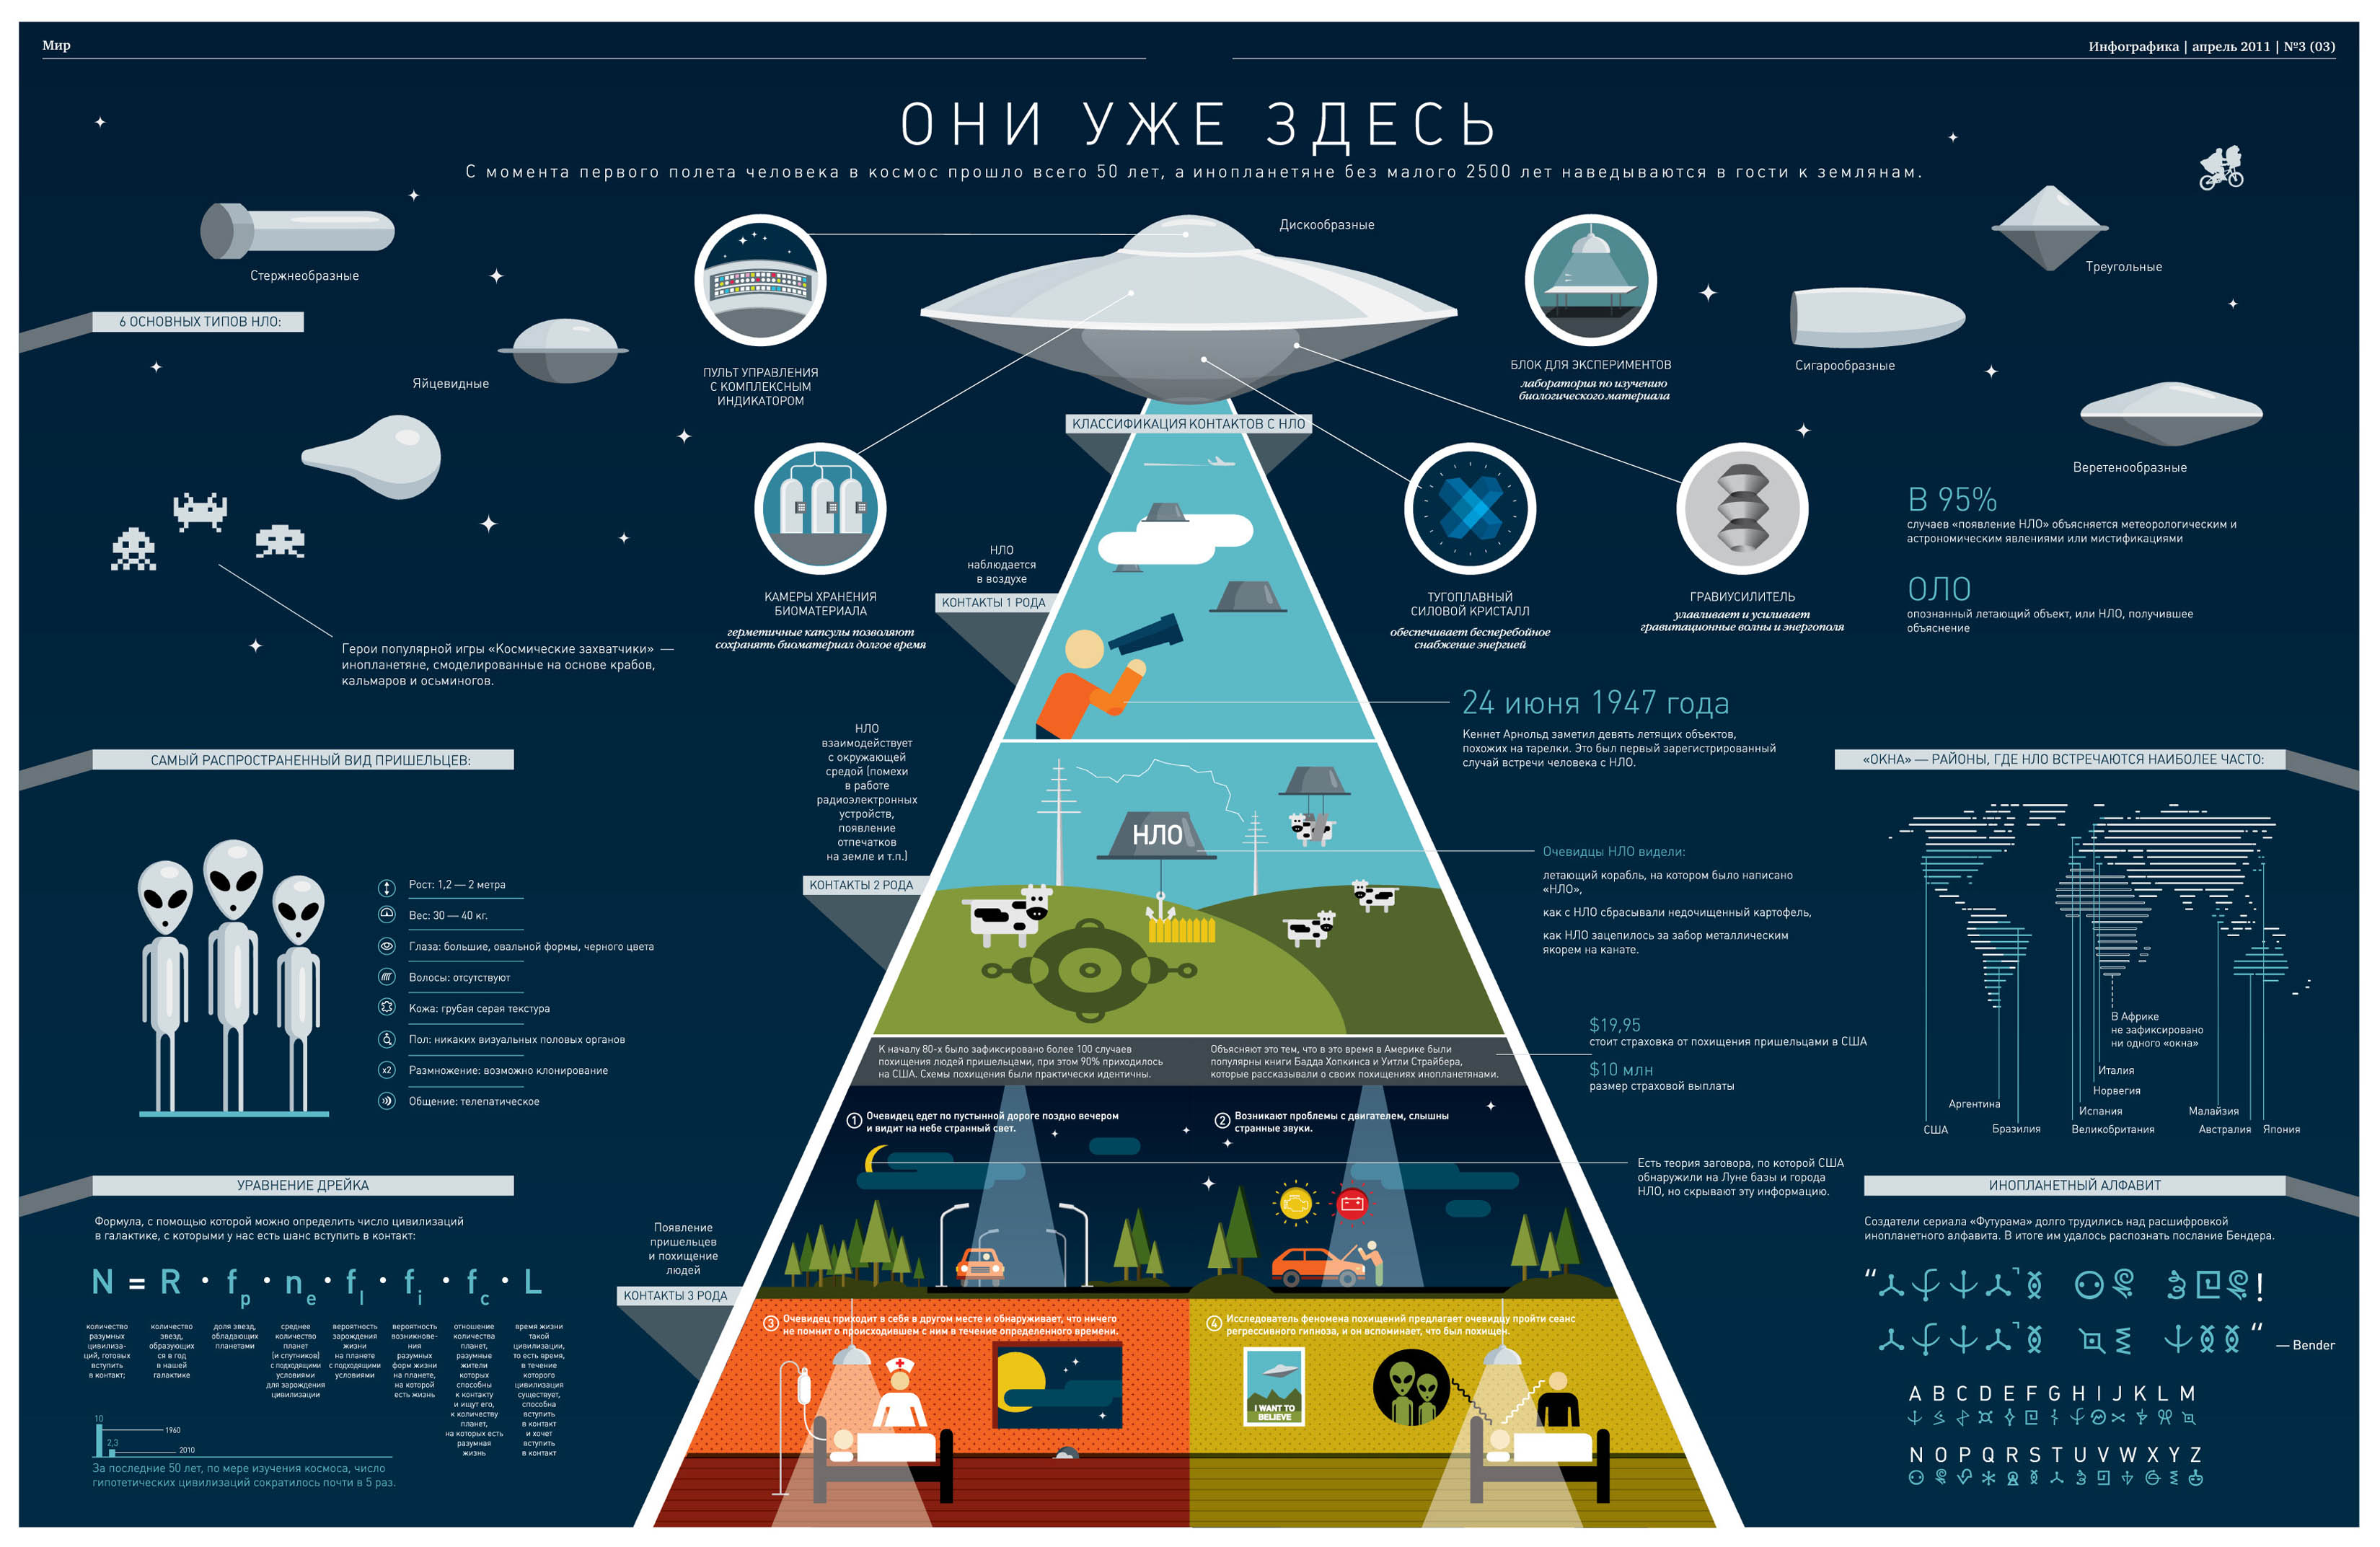 Мир
Инфографика | апрель 2011 | №3 (03)
ОНИ УЖЕ ЗДЕСЬ
С момента первого полета человека в космос прошло всего 50 лет, а инопланетяне без малого 2500 лет наведываются в гости к землянам.
Стержнеобразные
6 ОСНОВНЫХ ТИПОВ НЛО:
Яйцевидные
Дискообразные
Треугольные
Сигарообразные
Веретенообразные
ПУЛЬТ УПРАВЛЕНИЯ
С КОМПЛЕКСНЫМ
ИНДИКАТОРОМ
БЛОК ДЛЯ ЭКСПЕРИМЕНТОВ
лаборатория по изучению
биологического материала
КАМЕРЫ ХРАНЕНИЯ
БИОМАТЕРИАЛА
герметичные капсулы позволяют
сохранять биоматериал долгое время
ТУГОПЛАВНЫЙ
СИЛОВОЙ КРИСТАЛЛ
обеспечивает бесперебойное
снабжение энергией
ГРАВИУСИЛИТЕЛЬ
улавливает и усиливает
гравитационные волны и энергополя
В 95%
случаев «появление НЛО» объясняется метеорологическим и
астрономическим явлениями или мистификациями
ОЛО
опознанный летающий объект, или НЛО, получившее
объяснение
Герои популярной игры «Космические захватчики» —
инопланетяне, смоделированные на основе крабов,
кальмаров и осьминогов.
КЛАССИФИКАЦИЯ КОНТАКТОВ С НЛО
НЛО
наблюдается
в воздухе
КОНТАКТЫ 1 РОДА
24 июня 1947 года
Кеннет Арнольд заметил девять летящих объектов,
похожих на тарелки. Это был первый зарегистрированный
случай встречи человека с НЛО.
НЛО
взаимодействует
с окружающей
средой (помехи
в работе
радиоэлектронных
устройств,
появление
отпечатков
на земле и т.п.)
КОНТАКТЫ 2 РОДА
НЛО
Очевидцы НЛО видели:
летающий корабль, на котором было написано
«НЛО»,
как с НЛО сбрасывали недочищенный картофель,
как НЛО зацепилось за забор металлическим
якорем на канате.
САМЫЙ РАСПРОСТРАНЕННЫЙ ВИД ПРИШЕЛЬЦЕВ:
Рост: 1,2 — 2 метра
Вес: 30 — 40 кг.
Глаза: большие, овальной формы, черного цвета
Волосы: отсутствуют
Кожа: грубая серая текстура
Пол: никаких визуальных половых органов
x2
Размножение: возможно клонирование
Общение: телепатическое
«ОКНА» — РАЙОНЫ, ГДЕ НЛО ВСТРЕЧАЮТСЯ НАИБОЛЕЕ ЧАСТО:
В Африке
не зафиксировано
ни одного «окна»
Италия
Норвегия
Аргентина
Испания
Малайзия
США
Бразилия
Великобритания
Австралия
Япония
К началу 80-х было зафиксировано более 100 случаев
похищения людей пришельцами, при этом 90% приходилось
на США. Схемы похищения были практически идентичны.
Объясняют это тем, что в это время в Америке были
популярны книги Бадда Хопкинса и Уитли Страйбера,
которые рассказывали о своих похищениях инопланетянами.
$19,95
стоит страховка от похищения пришельцами в США
$10 млн
размер страховой выплаты
1 Очевидец едет по пустынной дороге поздно вечером
и видит на небе странный свет.
2 Возникают проблемы с двигателем, слышны
странные звуки.
Есть теория заговора, по которой США
обнаружили на Луне базы и города
НЛО, но скрывают эту информацию.
Появление
пришельцев
и похищение
людей
КОНТАКТЫ 3 РОДА
3 Очевидец приходит в себя в другом месте и обнаруживает, что ничего
не помнит о происходившем с ним в течение определенного времени.
4 Исследователь феномена похищений предлагает очевидцу пройти сеанс
регрессивного гипноза, и он вспоминает, что был похищен.
I WANT TO
BELIEVE
УРАВНЕНИЕ ДРЕЙКА
Формула, с помощью которой можно определить число цивилизаций
в галактике, с которыми у нас есть шанс вступить в контакт:
N = R · fp · ne · fl · fi · fc · L
количество
разумных
цивилиза-
ций, готовых
вступить
в контакт;
количество
звезд,
образующих
ся в год
в нашей
галактике
доля звезд,
обладающих
планетами
среднее
количество
планет
(и спутников)
с подходящими
условиями
для зарождения
цивилизации
вероятность
зарождения
жизни
на планете
с подходящими
условиями
вероятность
возникнове-
ния
разумных
форм жизни
на планете,
на которой
есть жизнь
отношение
количества
планет,
разумные
жители
которых
способны
к контакту
и ищут его,
к количеству
планет,
на которых есть
разумная
жизнь
время жизни
такой
цивилизации,
то есть время,
в течение
которого
цивилизация
существует,
способна
вступить
в контакт
и хочет
вступить
в контакт
10
1960
2,3
2010
За последние 50 лет, по мере изучения космоса, число
гипотетических цивилизаций сократилось почти в 5 раз.
ИНОПЛАНЕТНЫЙ АЛФАВИТ
Создатели сериала «Футурама» долго трудились над расшифровкой
инопланетного алфавита. В итоге им удалось распознать послание Бендера.
— Bender
A B C D E F G H I J K L M
N O P Q R S T U V W X Y Z